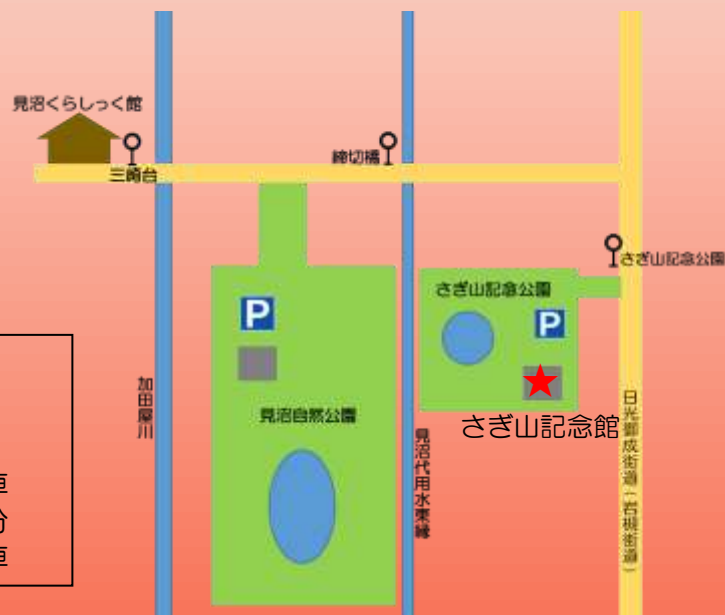 見沼くらしっく館
三崎台
締切橋
さぎ山記念公園
さぎ山記念公園
P
P
見沼自然公園
さぎ山記念館
加田屋川
見沼代用水東縁
日光御成街道(岩槻街道)
車
分
車